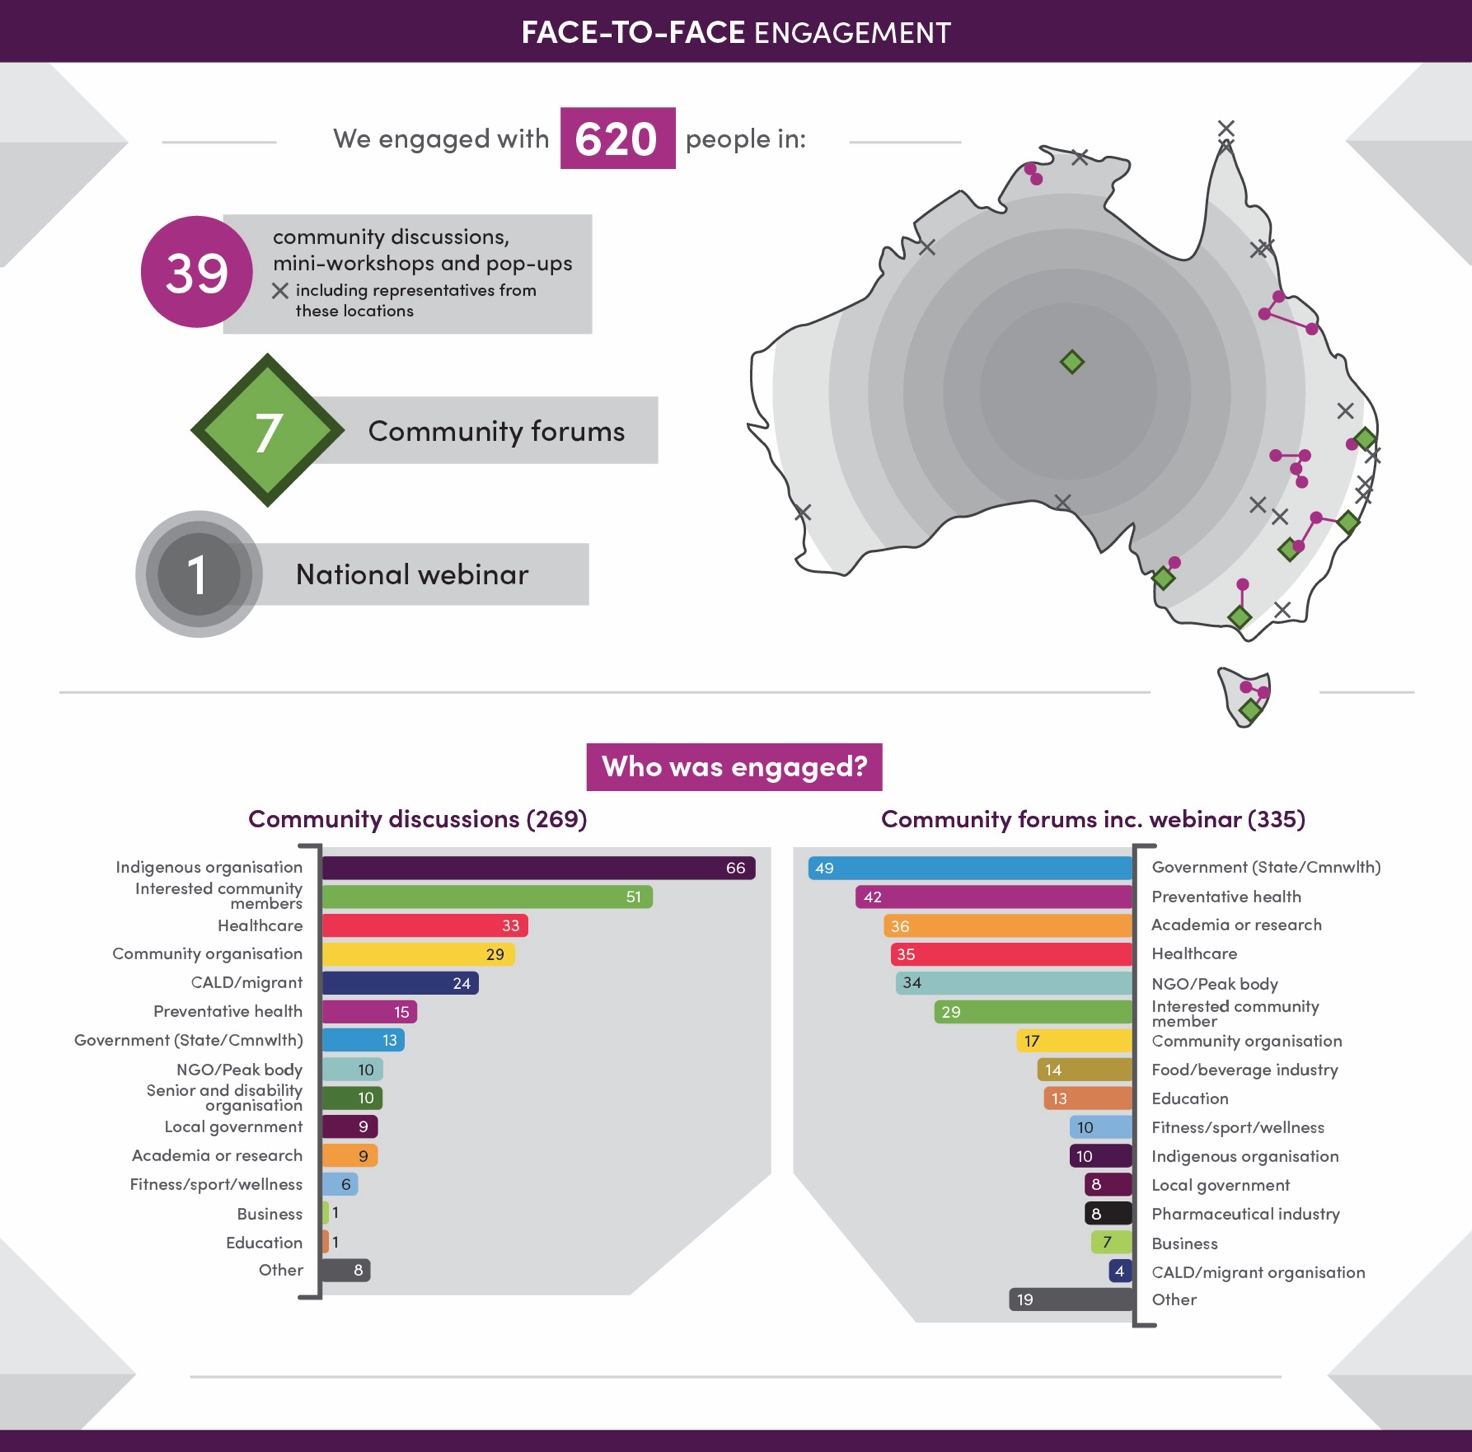 FACE-TO-FACE ENGAGEMENT
We engaged with 620 people in:
39
community discussions,
mini-workshops and pop-ups
including representatives from
these locations
7
Community forums
1
National webinar
Who was engaged?
Community discussions (269)
Indigenous organisation 66
Interested community
members 51
Healthcare 33
Community organisation 29
CALD/migrant 24
Preventative health 15
Government (State/Cmnwlth) 13
NGO/Peak body 10
Senior and disability
organisation 10
Local government 9
Academia or research 9
Fitness/sport/wellness 6
Business 1
Education 1
Other 8
Community forums inc. webinar (335)
49 Government (State/Cmnwlth)
42 Preventative health
36 Academia or research
35 Healthcare
34 NGO/Peak body
29 Interested community
member
17 Community organisation
14 Food/beverage industry
13 Education
10 Fitness/sport/wellness
10 Indigenous organisation
8 Local government
8 Pharmaceutical industry
7 Business
4 CALD/migrant organisation
19 Other